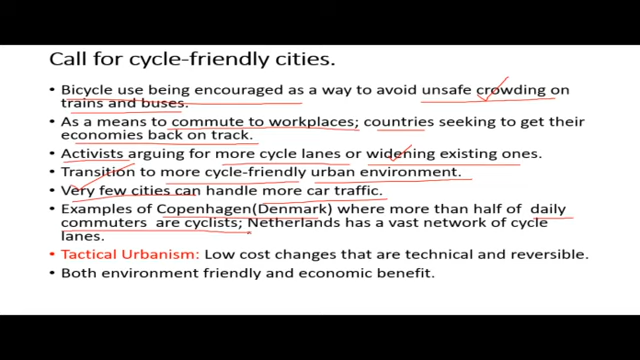 Call for cycle-friendly cities.
• Bicycle use being encouraged as a way to avoid unsafe crowding on
trains and buses.
• As a means to commute to workplaces; countries seeking to get their
economies back on track.
• Activists arguing for more cycle lanes or widening existing ones.
• Transition to more cycle-friendly urban environment.
• Very few cities can handle more car traffic.
• Examples of Copenhagen(Denmark) where more than half of daily
commuters are cyclists; Netherlands has a vast network of cycle
lanes.
• Tactical Urbanism: Low cost changes that are technical and reversible.
• Both environment friendly and economic benefit.